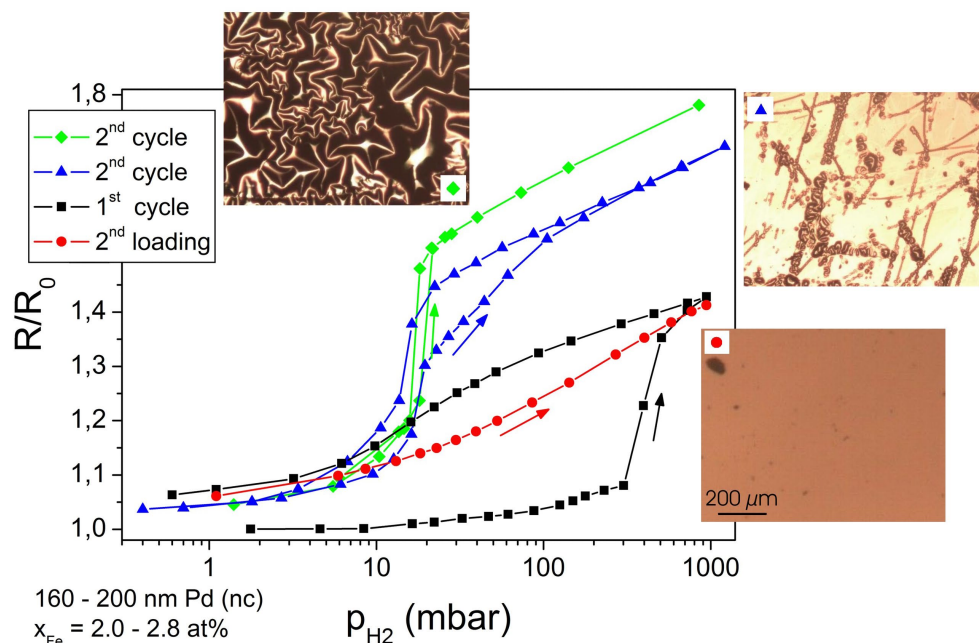 1,8
1,4
1,3
1,2
1,1
1,0
R/R0
2nd cycle
2nd cycle
1st cycle
2nd loading
200 µm
1
10
100
1000
pH2 (mbar)
160 - 200 nm Pd (nc)
xFe = 2.0 - 2.8 at%